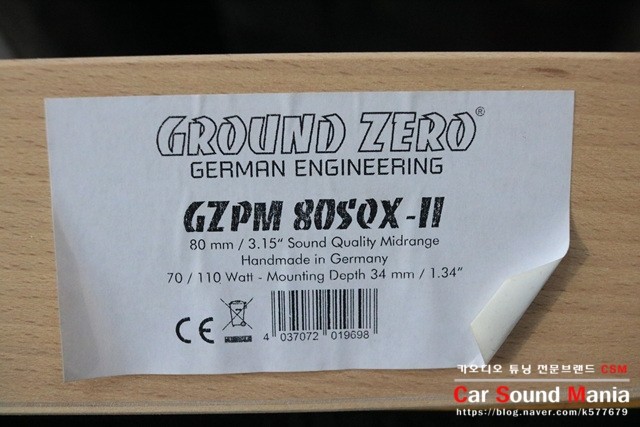 GROUND ZERO®
GERMAN ENGINEERING
GZPM 80SQX-II
80 mm / 3.15“ Sound Quality Midrange
Handmade in Germany
70 / 110 Watt - Mounting Depth 34 mm / 1.34“
CE
4 037072 019698
카오디오 튜닝 전문브랜드 CSM
Car Sound Mania
https://blog.naver.com/k577679